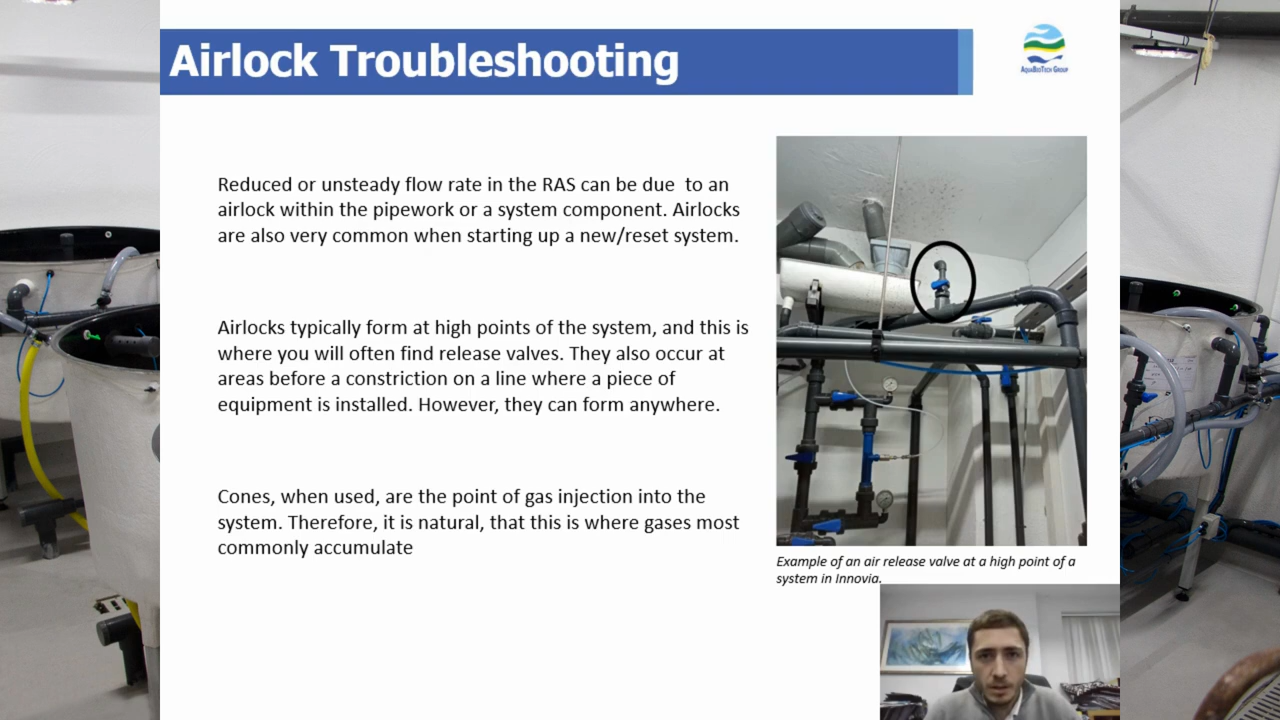 Airlock Troubleshooting
AQUABIOTECH GROUP
Reduced or unsteady flow rate in the RAS can be due to an
airlock within the pipework or a system component. Airlocks
are also very common when starting up a new/reset system.
Airlocks typically form at high points of the system, and this is
where you will often find release valves. They also occur at
areas before a constriction on a line where a piece of
equipment is installed. However, they can form anywhere.
Cones, when used, are the point of gas injection into the
system. Therefore, it is natural, that this is where gases most
commonly accumulate
Example of an air release valve at a high point of a
system in Innovia.